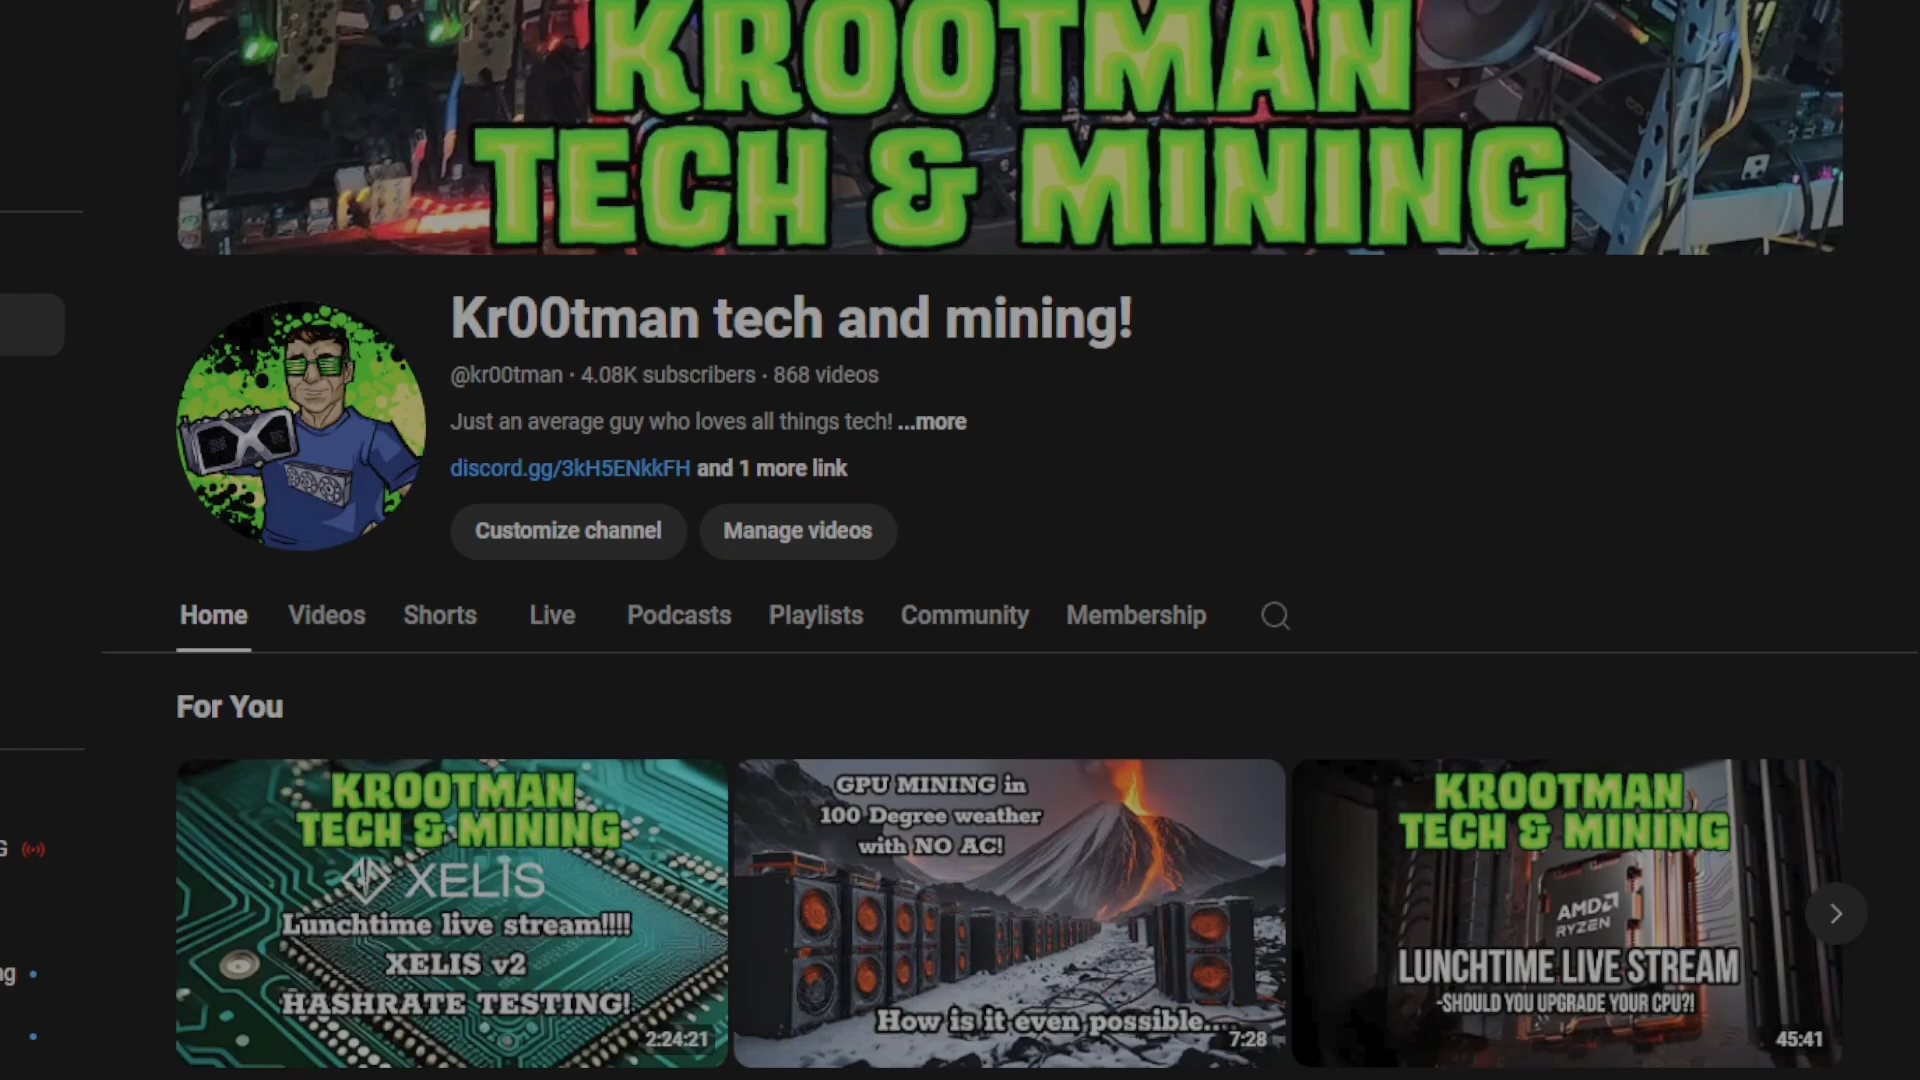 KROOTMAN
TECH & MINING
Kr00tman tech and mining!
@kr00tman · 4.08K subscribers · 868 videos
Just an average guy who loves all things tech! ...more
discord.gg/3kH5ENkkFH and 1 more link
Customize channel
Manage videos
Home
Videos
Shorts
Live
Podcasts
Playlists
Community
Membership
For You
KROOTMAN
TECH & MINING
XELIS
Lunchtime live stream!!!!
XELIS v2
HASHRATE TESTING!
2:24:21
GPU MINING in
100 Degree weather
with NO AC!
How is it even possible...
7:28
KROOTMAN
TECH & MINING
AMD
RYZEN
LUNCHTIME LIVE STREAM
-SHOULD YOU UPGRADE YOUR CPU?!
45:41